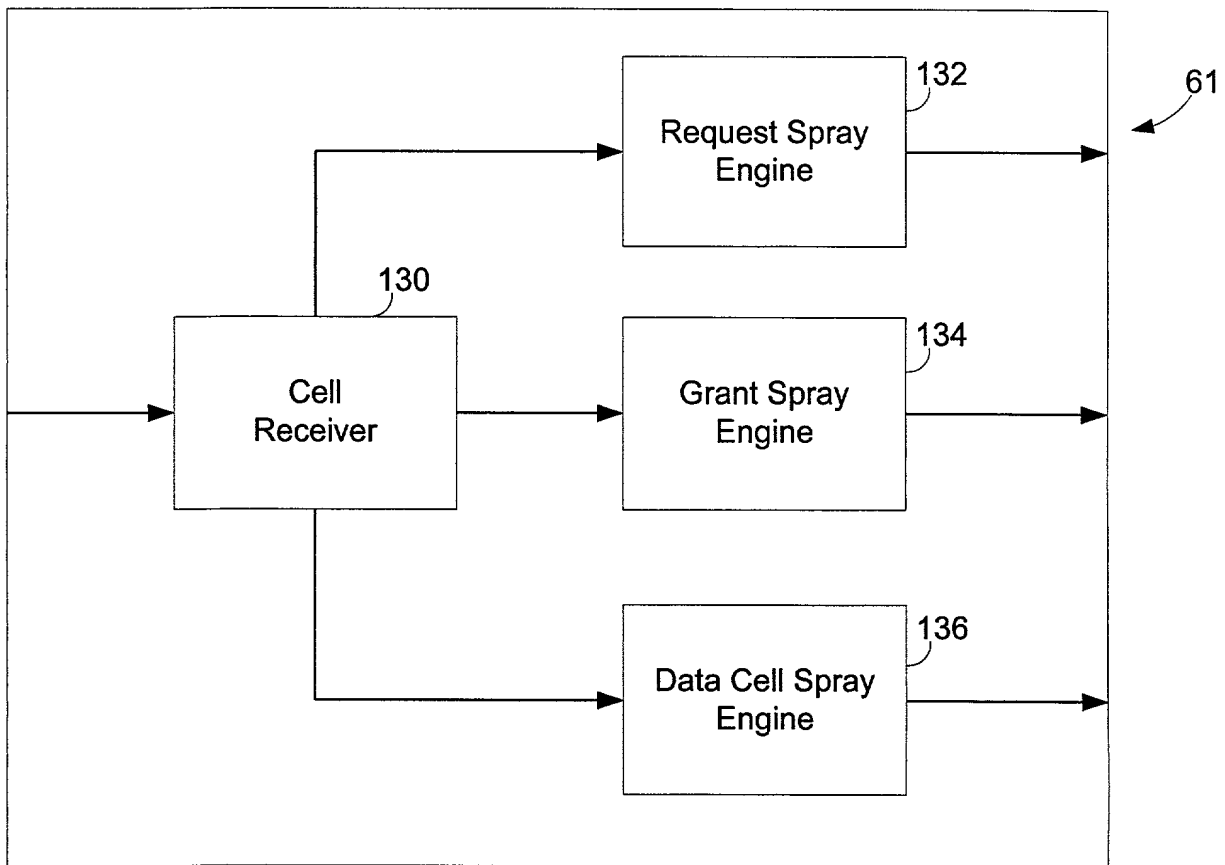 132
61
Request Spray
Engine
130
134
Cell
Receiver
Grant Spray
Engine
136
Data Cell Spray
Engine